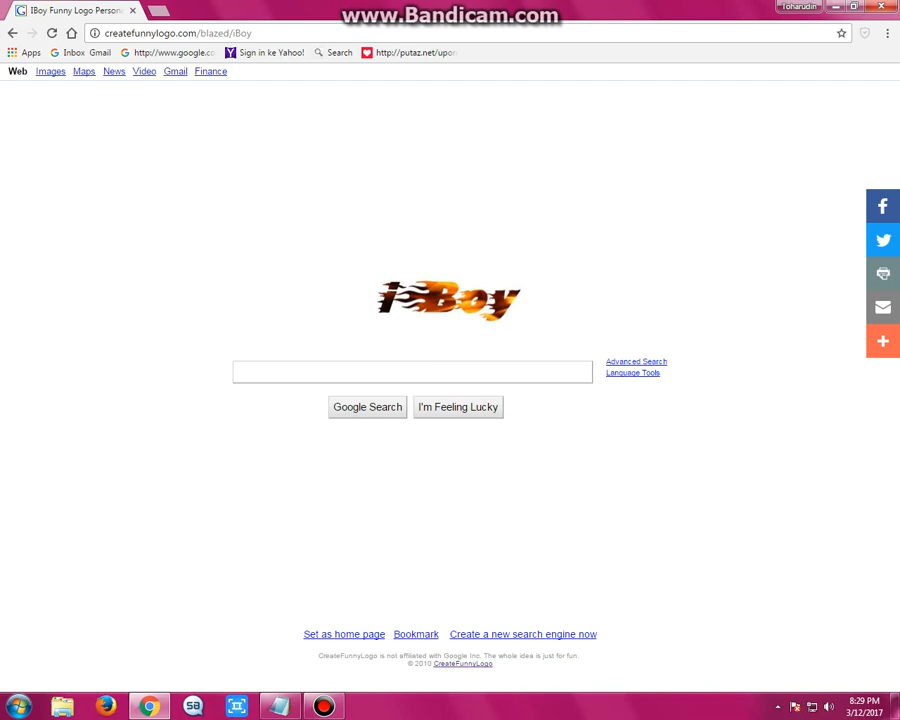 www.Bandicam.com
IBoy Funny Logo Person
Toharudin
createfunnylogo.com/blazed/iBoy
Apps Inbox Gmail http://www.google.co Sign in ke Yahoo! Search http://putaz.net/upor
Web Images Maps News Video Gmail Finance
iBoy
Advanced Search
Language Tools
Google Search I'm Feeling Lucky
Set as home page Bookmark Create a new search engine now
CreateFunnyLogo is not affiliated with Google Inc. The whole idea is just for fun.
© 2010 CreateFunnyLogo
SB
8:29 PM
3/12/2017